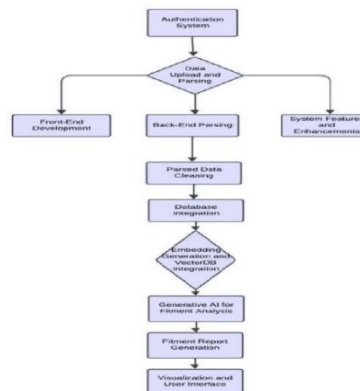 Authentication
System
Data
Upload and
Parsing
Front-End
Development
Back-End Parsing
System Features
and
Enhancements
Parsed Data
Cleaning
Database
Integration
Embedding
Generation and
VectorDB
Integration
Generative AI for
Fitment Analysis
Fitment Report
Generation
Visualization and
User Interface